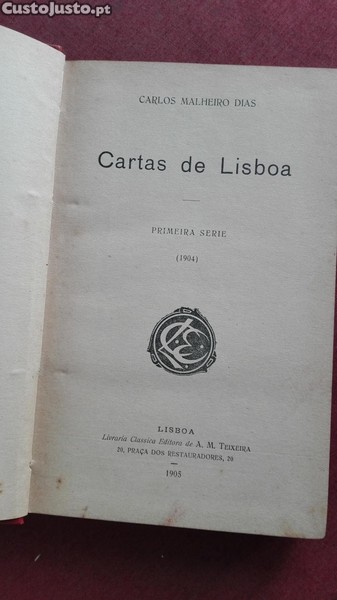 CustoJusto.pt
CARLOS MALHEIRO DIAS
Cartas de Lisboa
PRIMEIRA SERIE
(1904)
LISBOA
Livraria Classica Editora de A. M. TEIXEIRA
20, PRAÇA DOS RESTAURADORES, 20
1905